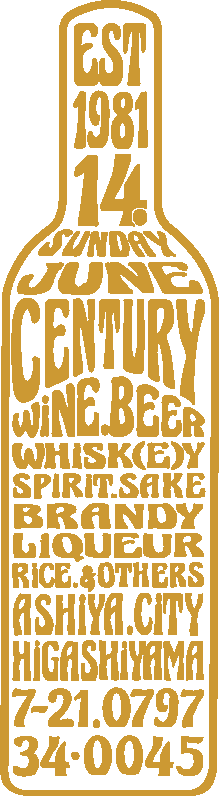 EST
1981
14.
SUNDAY
JUNE
CENTURY
WiNE.BEER
WHISK(E)Y
SPIRIT.SAKE
BRANDY
LIQUEUR
RiCE.&OTHERS
ASHiYA.CiTY
HiGASHiYAMA
7-21.0797
34·0045